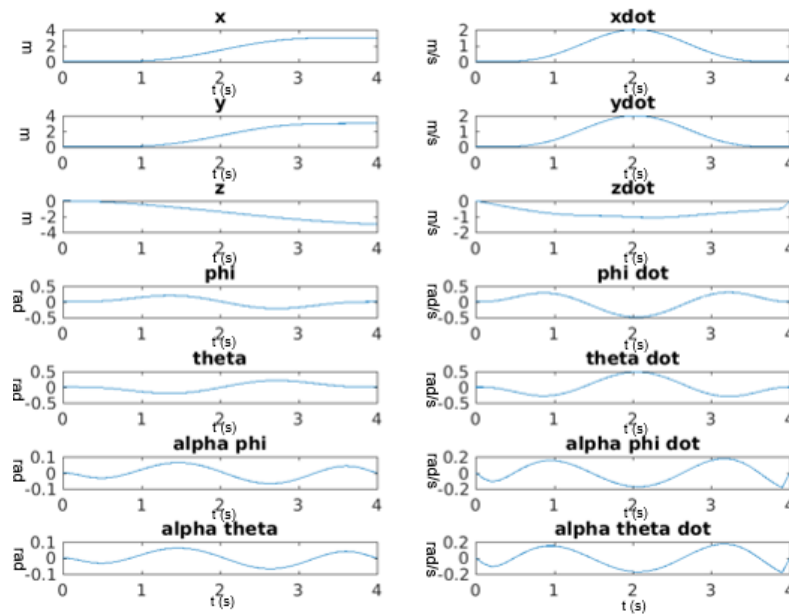 x
4
2
0
m
0 1 2 3 4
t (s)
xdot
2
1
0
m/s
0 1 2 3 4
t (s)
y
4
2
0
m
0 1 2 3 4
t (s)
ydot
2
1
0
m/s
0 1 2 3 4
t (s)
z
0
-2
-4
m
0 1 2 3 4
t (s)
zdot
0
-1
-2
m/s
0 1 2 3 4
t (s)
phi
0.5
0
-0.5
rad
0 1 2 3 4
t (s)
phi dot
0.5
0
-0.5
rad/s
0 1 2 3 4
t (s)
theta
0.5
0
-0.5
rad
0 1 2 3 4
t (s)
theta dot
0.5
0
-0.5
rad/s
0 1 2 3 4
t (s)
alpha phi
0.1
0
-0.1
rad
0 1 2 3 4
t (s)
alpha phi dot
0.2
0
-0.2
rad/s
0 1 2 3 4
t (s)
alpha theta
0.1
0
-0.1
rad
0 1 2 3 4
t (s)
alpha theta dot
0.2
0
-0.2
rad/s
0 1 2 3 4
t (s)